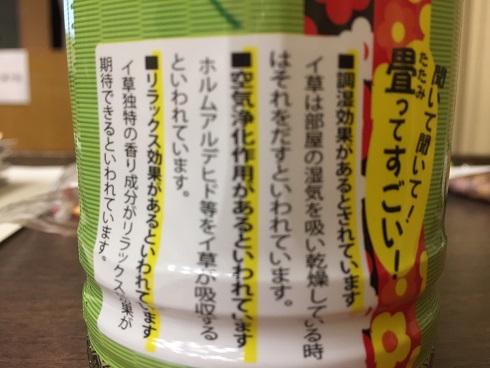 聞いて聞いて！
畳ってすごい！
たたみ
■調湿効果があるとされています
イ草は部屋の湿気を吸い乾燥している時
はそれをだすといわれています。
■空気浄化作用があるといわれています
ホルムアルデヒド等をイ草が吸収する
といわれています。
■リラックス効果があるといわれています
イ草独特の香り成分がリラックス効果が
期待できるといわれています。